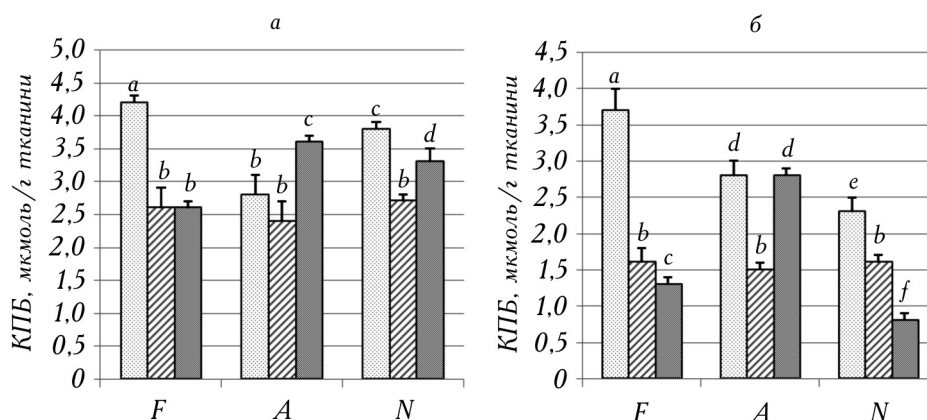 а
КПБ, мкмоль/г тканини
5,0
4,5
4,0
3,5
3,0
2,5
2,0
1,5
1,0
0,5
0
a
b
b
b
b
c
c
b
d
F A N
б
КПБ, мкмоль/г тканини
4,5
4,0
3,5
3,0
2,5
2,0
1,5
1,0
0,5
0
a
b
c
d
b
d
e
b
f
F A N